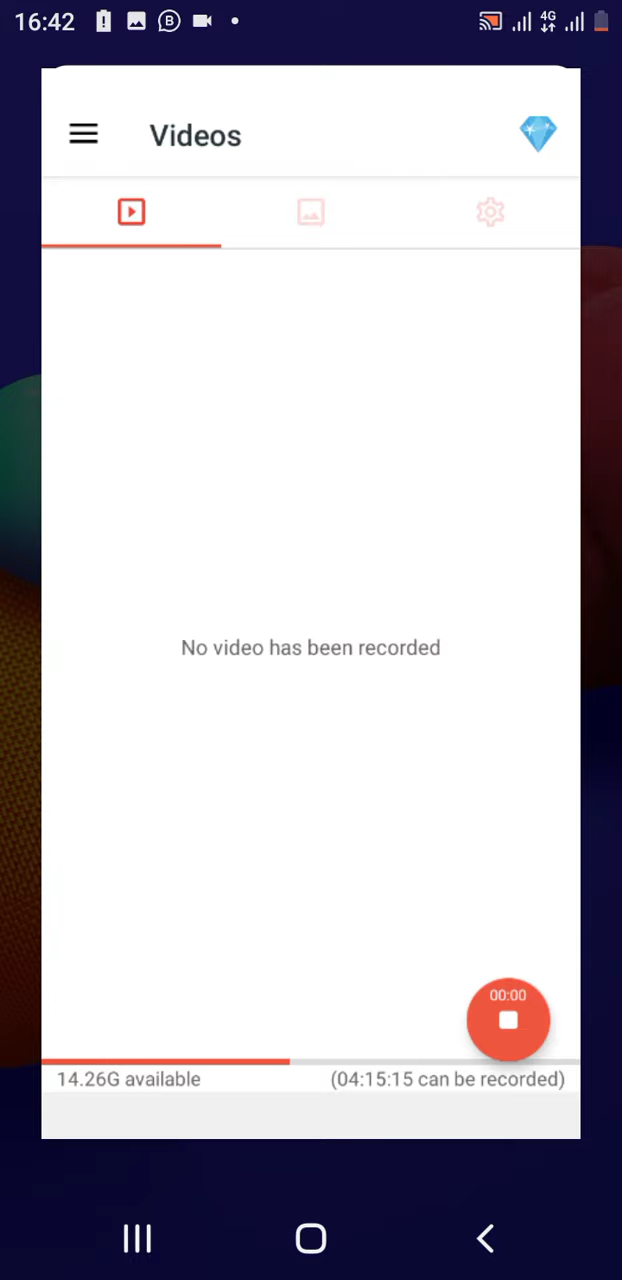 16:42
4G
Videos
No video has been recorded
00:00
14.26G available
(04:15:15 can be recorded)